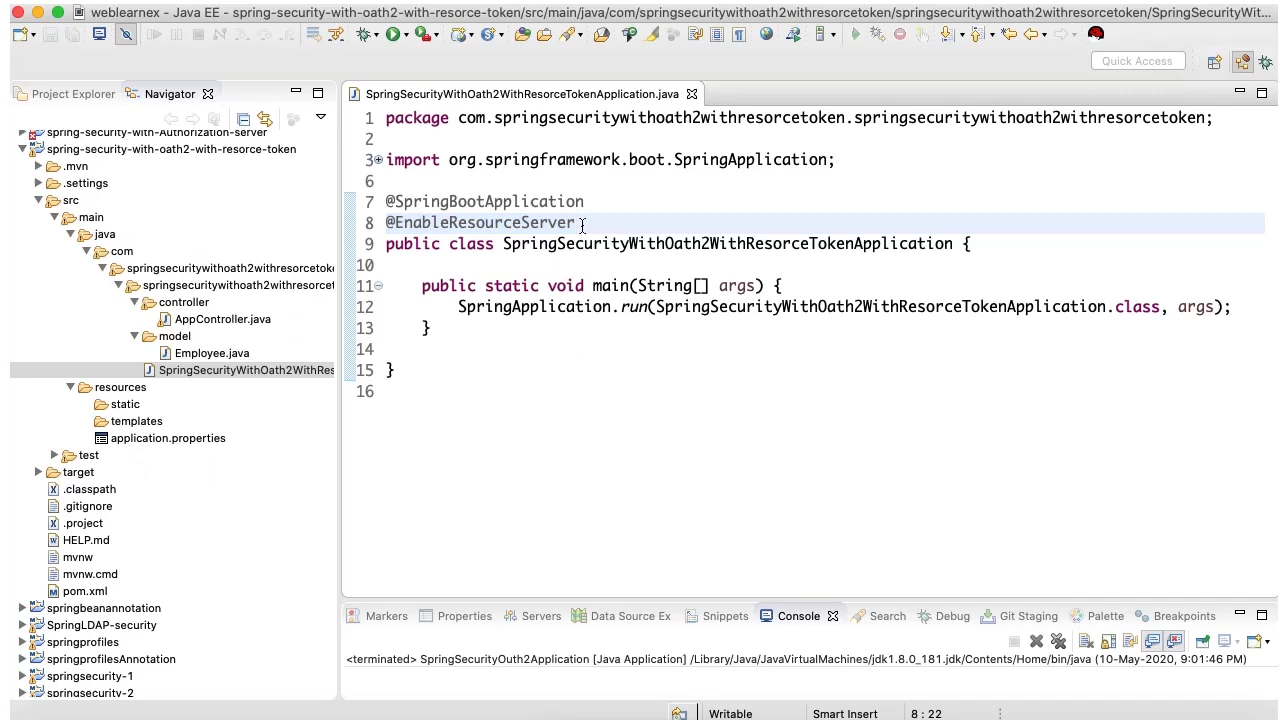 weblearnex - Java EE - spring-security-with-oath2-with-resorce-token/src/main/java/com/springsecuritywithoath2withresorcetoken/springsecuritywithoath2withresorcetoken/SpringSecurityWit...
Quick Access
Project Explorer
Navigator
spring-security-with-Authorization-server
spring-security-with-oath2-with-resorce-token
.mvn
.settings
src
main
java
com
springsecuritywithoath2withresorcetoke
springsecuritywithoath2withresorcet
controller
AppController.java
model
Employee.java
SpringSecurityWithOath2WithRes
resources
static
templates
application.properties
test
target
.classpath
.gitignore
.project
HELP.md
mvnw
mvnw.cmd
pom.xml
springbeanannotation
SpringLDAP-security
springprofiles
springprofilesAnnotation
springsecurity-1
springsecurity-2
SpringSecurityWithOath2WithResorceTokenApplication.java
1 package com.springsecuritywithoath2withresorcetoken.springsecuritywithoath2withresorcetoken;
2
3 import org.springframework.boot.SpringApplication;
6
7 @SpringBootApplication
8 @EnableResourceServer
9 public class SpringSecurityWithOath2WithResorceTokenApplication {
10
11 public static void main(String[] args) {
12 SpringApplication.run(SpringSecurityWithOath2WithResorceTokenApplication.class, args);
13 }
14
15 }
16
Markers Properties Servers Data Source Ex Snippets Console Search Debug Git Staging Palette Breakpoints
<terminated> SpringSecurityOuth2Application [Java Application] /Library/Java/JavaVirtualMachines/jdk1.8.0_181.jdk/Contents/Home/bin/java (10-May-2020, 9:01:46 PM)
Writable Smart Insert 8 : 22